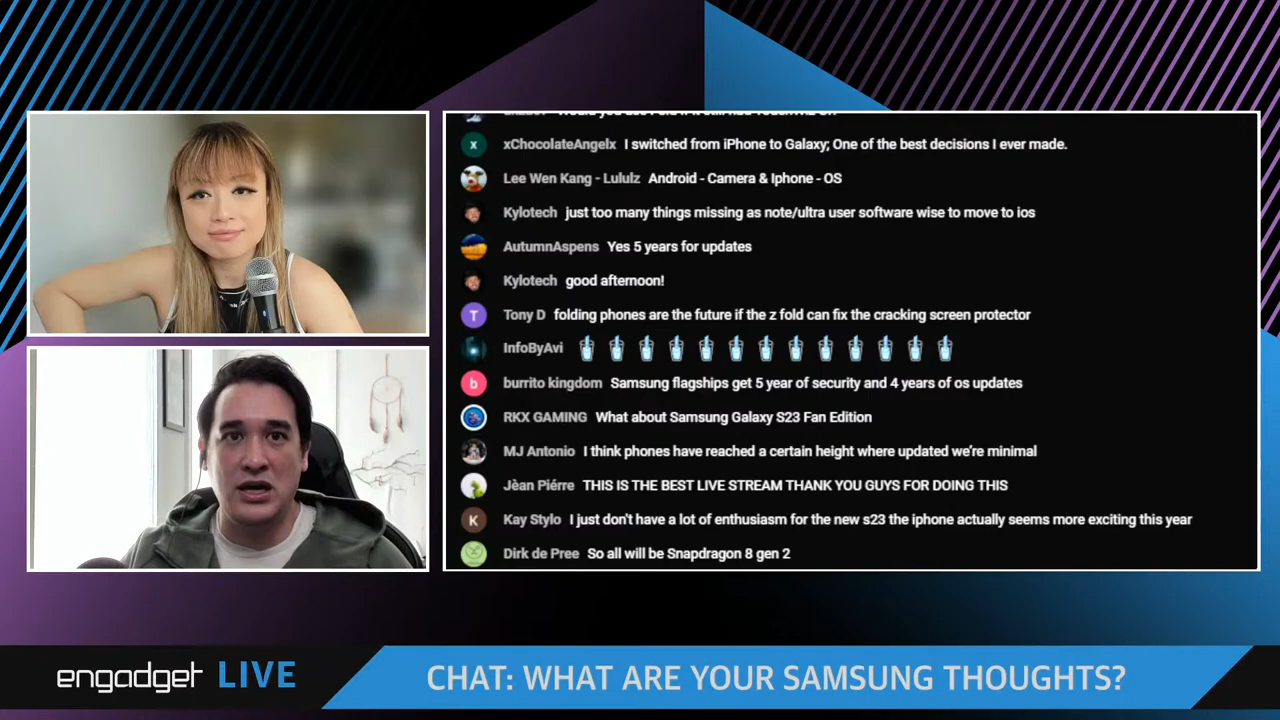 xChocolateAngelx I switched from iPhone to Galaxy; One of the best decisions I ever made.
Lee Wen Kang - Lululz Android - Camera & Iphone - OS
Kylotech just too many things missing as note/ultra user software wise to move to ios
AutumnAspens Yes 5 years for updates
Kylotech good afternoon!
T Tony D folding phones are the future if the z fold can fix the cracking screen protector
InfoByAvi
b burrito kingdom Samsung flagships get 5 year of security and 4 years of os updates
RKX GAMING What about Samsung Galaxy S23 Fan Edition
MJ Antonio I think phones have reached a certain height where updated we're minimal
Jèan Piérre THIS IS THE BEST LIVE STREAM THANK YOU GUYS FOR DOING THIS
K Kay Stylo I just don't have a lot of enthusiasm for the new s23 the iphone actually seems more exciting this year
Dirk de Pree So all will be Snapdragon 8 gen 2
engadget LIVE
CHAT: WHAT ARE YOUR SAMSUNG THOUGHTS?